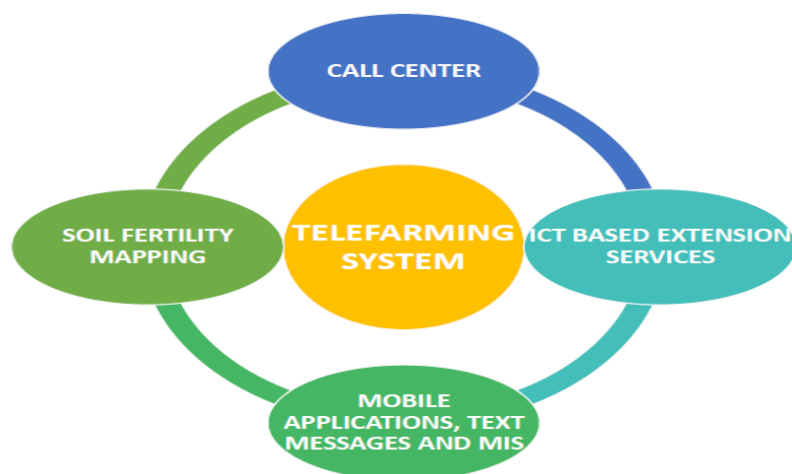 CALL CENTER
SOIL FERTILITY
MAPPING
TELEFARMING
SYSTEM
ICT BASED EXTENSION
SERVICES
MOBILE
APPLICATIONS, TEXT
MESSAGES AND MIS